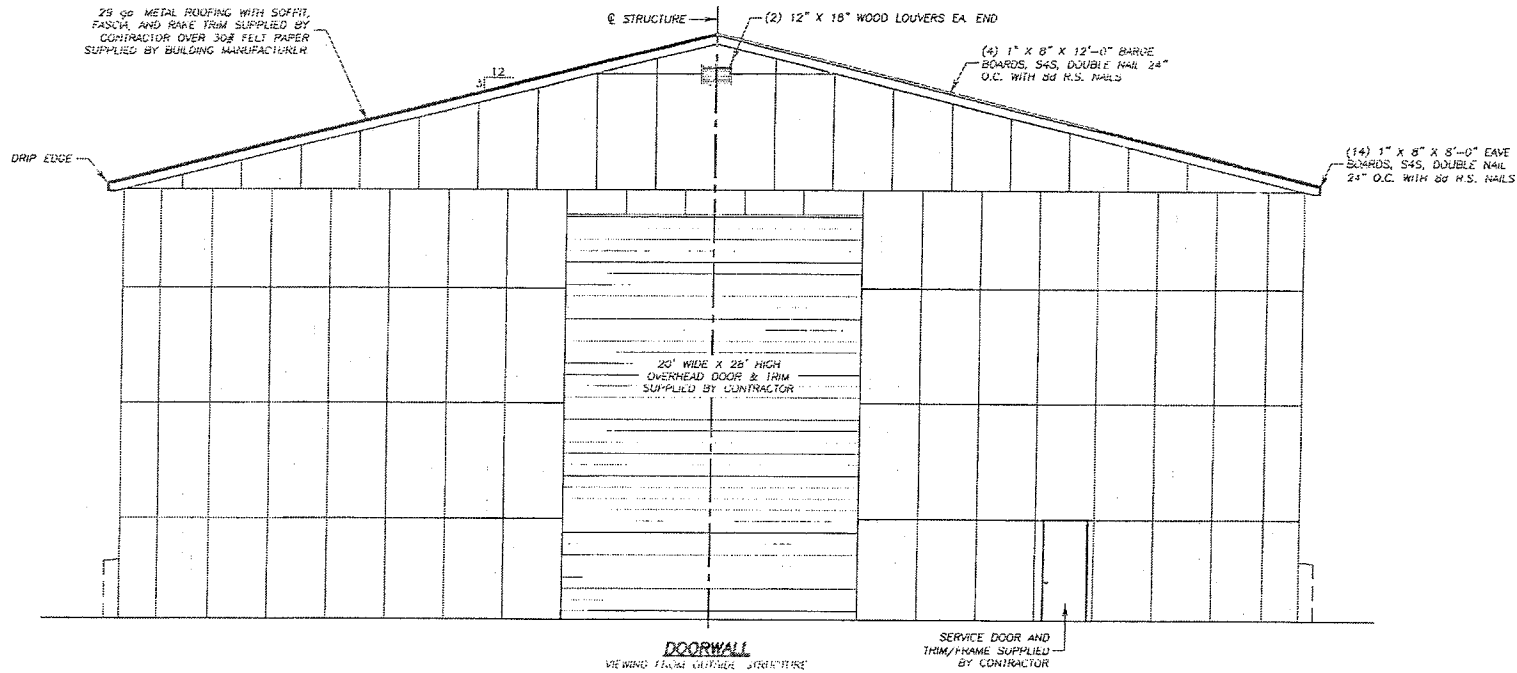 29 ga METAL ROOFING WITH SOFFIT,
FASCIA, AND RAKE TRIM SUPPLIED BY
CONTRACTOR OVER 30# FELT PAPER
SUPPLIED BY BUILDING MANUFACTURER
℄ STRUCTURE
(2) 12" X 18" WOOD LOUVERS EA. END
(4) 1" X 8" X 12'-0" BARGE
BOARDS, S4S, DOUBLE NAIL 24"
O.C. WITH 8d R.S. NAILS
12
3
DRIP EDGE
(14) 1" X 8" X 8'-0" EAVE
BOARDS, S4S, DOUBLE NAIL
24" O.C. WITH 8d R.S. NAILS
20' WIDE X 28' HIGH
OVERHEAD DOOR & TRIM
SUPPLIED BY CONTRACTOR
SERVICE DOOR AND
TRIM/FRAME SUPPLIED
BY CONTRACTOR
DOORWALL
VIEWING FROM OUTSIDE STRUCTURE